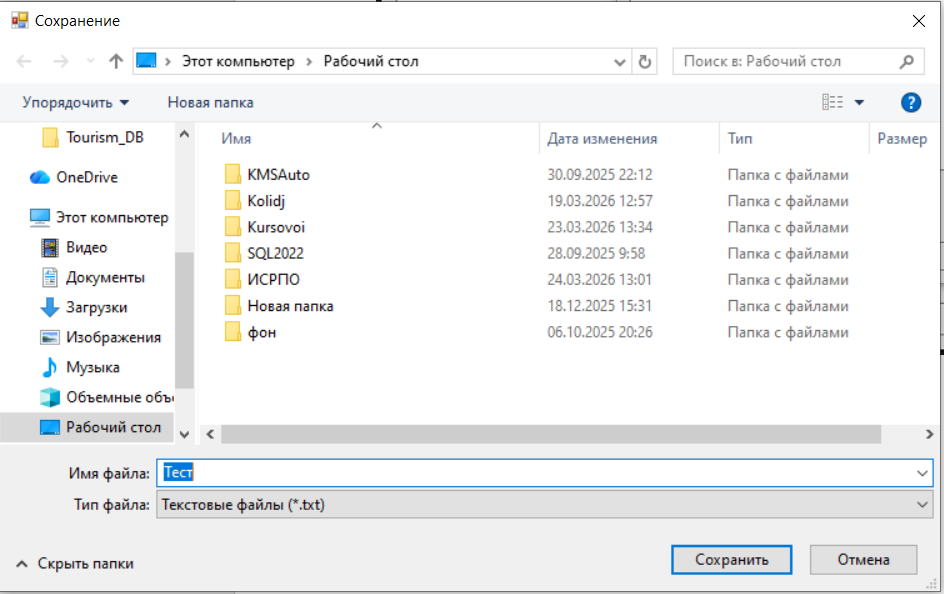 Сохранение
Этот компьютер › Рабочий стол
Поиск в: Рабочий стол
Упорядочить
Новая папка
?
Tourism_DB
OneDrive
Этот компьютер
Видео
Документы
Загрузки
Изображения
Музыка
Объемные объ
Рабочий стол
Имя Дата изменения Тип Размер
KMSAuto 30.09.2025 22:12 Папка с файлами
Kolidj 19.03.2026 12:57 Папка с файлами
Kursovoi 23.03.2026 13:34 Папка с файлами
SQL2022 28.09.2025 9:58 Папка с файлами
ИСРПО 24.03.2026 13:01 Папка с файлами
Новая папка 18.12.2025 15:31 Папка с файлами
фон 06.10.2025 20:26 Папка с файлами
Имя файла: Тест
Тип файла: Текстовые файлы (*.txt)
Скрыть папки
Сохранить
Отмена